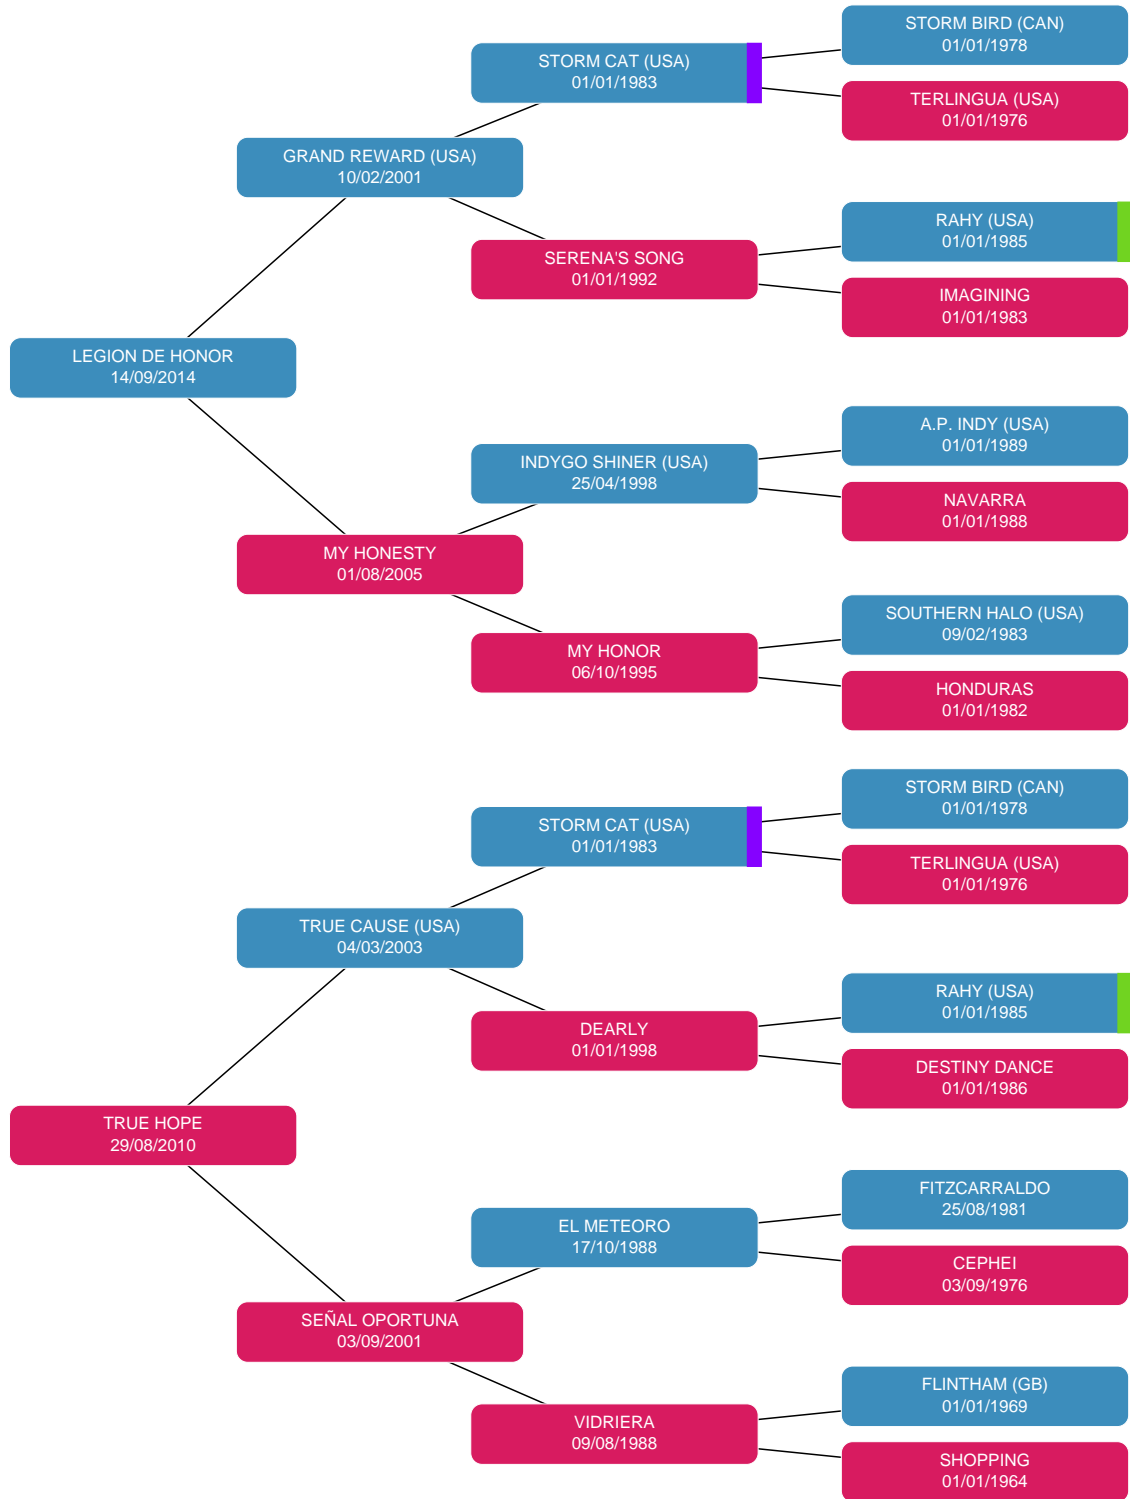 STORM BIRD (CAN)
01/01/1978
STORM CAT (USA)
01/01/1983
TERLINGUA (USA)
01/01/1976
GRAND REWARD (USA)
10/02/2001
RAHY (USA)
01/01/1985
SERENA'S SONG
01/01/1992
IMAGINING
01/01/1983
LEGION DE HONOR
14/09/2014
A.P. INDY (USA)
01/01/1989
INDYGO SHINER (USA)
25/04/1998
NAVARRA
01/01/1988
MY HONESTY
01/08/2005
SOUTHERN HALO (USA)
09/02/1983
MY HONOR
06/10/1995
HONDURAS
01/01/1982
STORM BIRD (CAN)
01/01/1978
STORM CAT (USA)
01/01/1983
TERLINGUA (USA)
01/01/1976
TRUE CAUSE (USA)
04/03/2003
RAHY (USA)
01/01/1985
DEARLY
01/01/1998
DESTINY DANCE
01/01/1986
TRUE HOPE
29/08/2010
FITZCARRALDO
25/08/1981
EL METEORO
17/10/1988
CEPHEI
03/09/1976
SEÑAL OPORTUNA
03/09/2001
FLINTHAM (GB)
01/01/1969
VIDRIERA
09/08/1988
SHOPPING
01/01/1964